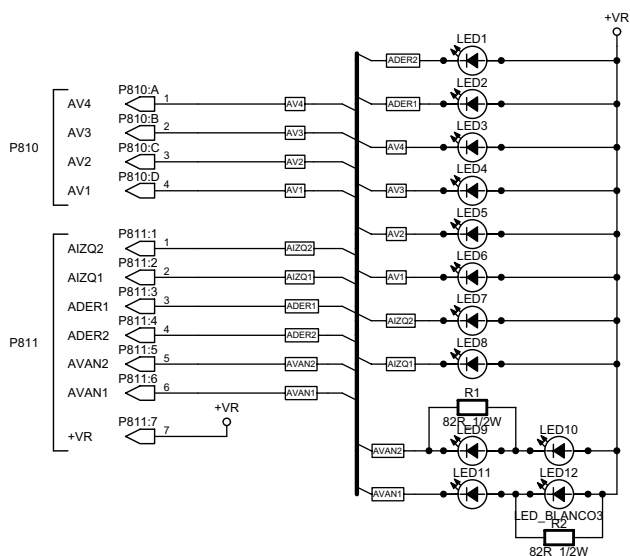 +VR
LED1
ADER2
LED2
P810:A
AV4
1
AV4
ADER1
P810:B
LED3
AV3
2
AV3
AV4
P810
P810:C
AV2
3
AV2
LED4
P810:D
AV1
4
AV1
AV3
LED5
P811:1
AV2
AIZQ2
1
AIZQ2
LED6
P811:2
AIZQ1
2
AIZQ1
AV1
P811:3
LED7
ADER1
3
ADER1
P811:4
AIZQ2
P811
ADER2
4
ADER2
LED8
P811:5
AVAN2
5
AVAN2
AIZQ1
P811:6
AVAN1
6
AVAN1
R1
+VR
P811:7
82R_1/2W
+VR
7
LED9
LED10
AVAN2
LED11
LED12
AVAN1
LED_BLANCO3
R2
82R_1/2W